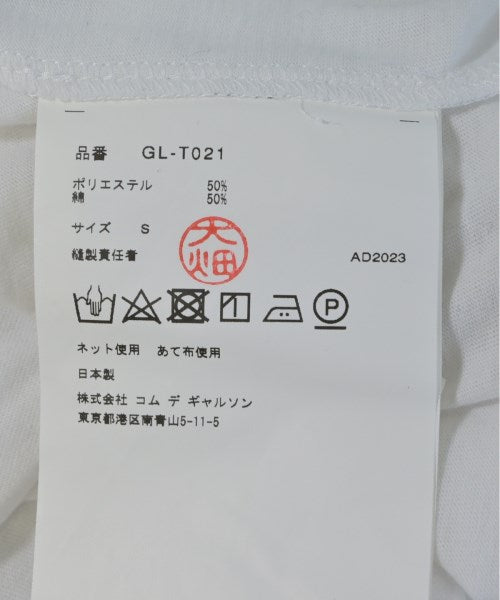 品番 GL-T021
ポリエステル 50%
綿 50%
サイズ S
大畑
縫製責任者 AD2023
P
ネット使用 あて布使用
日本製
株式会社 コム デ ギャルソン
東京都港区南青山5-11-5